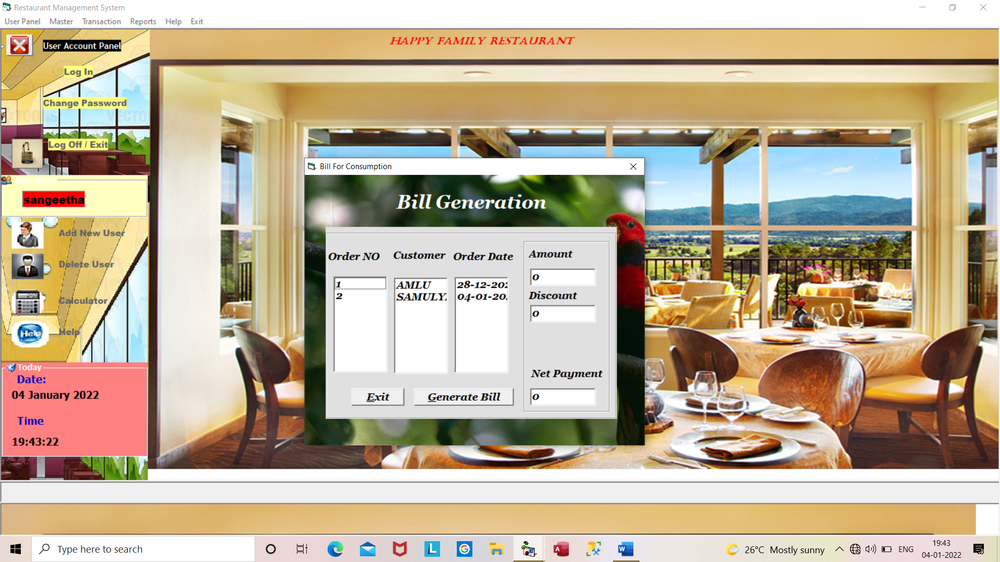 Restaurant Management System
User Panel Master Transaction Reports Help Exit
HAPPY FAMILY RESTAURANT
User Account Panel
Log In
Change Password
Log Off / Exit
User Name
sangeetha
Add New User
Delete User
Calculator
Help
Help
Today
Date:
04 January 2022
Time
19:43:22
Bill For Consumption
Bill Generation
Order NO Customer Order Date
1 AMLU 28-12-202
2 SAMULY 04-01-20
Amount
0
Discount
0
Net Payment
0
Exit Generate Bill
Type here to search
26°C Mostly sunny
ENG
19:43
04-01-2022